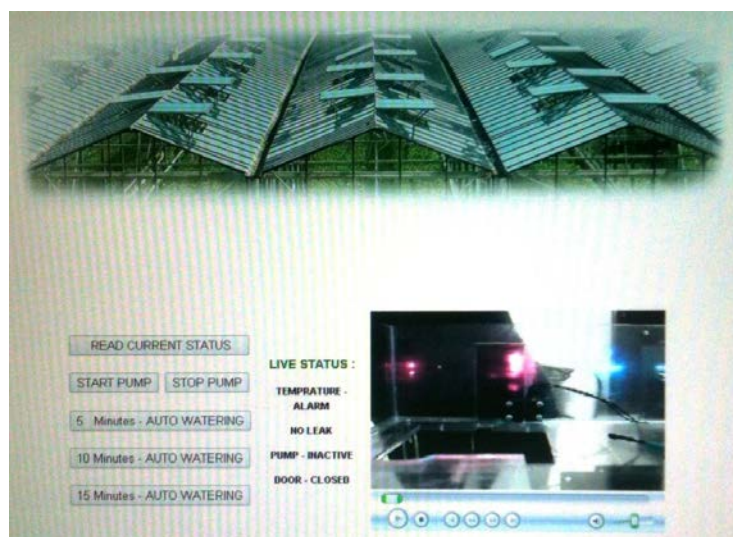 READ CURRENT STATUS
START PUMP STOP PUMP
5 Minutes - AUTO WATERING
10 Minutes - AUTO WATERING
15 Minutes - AUTO WATERING
LIVE STATUS :
TEMPRATURE -
ALARM
NO LEAK
PUMP - INACTIVE
DOOR - CLOSED